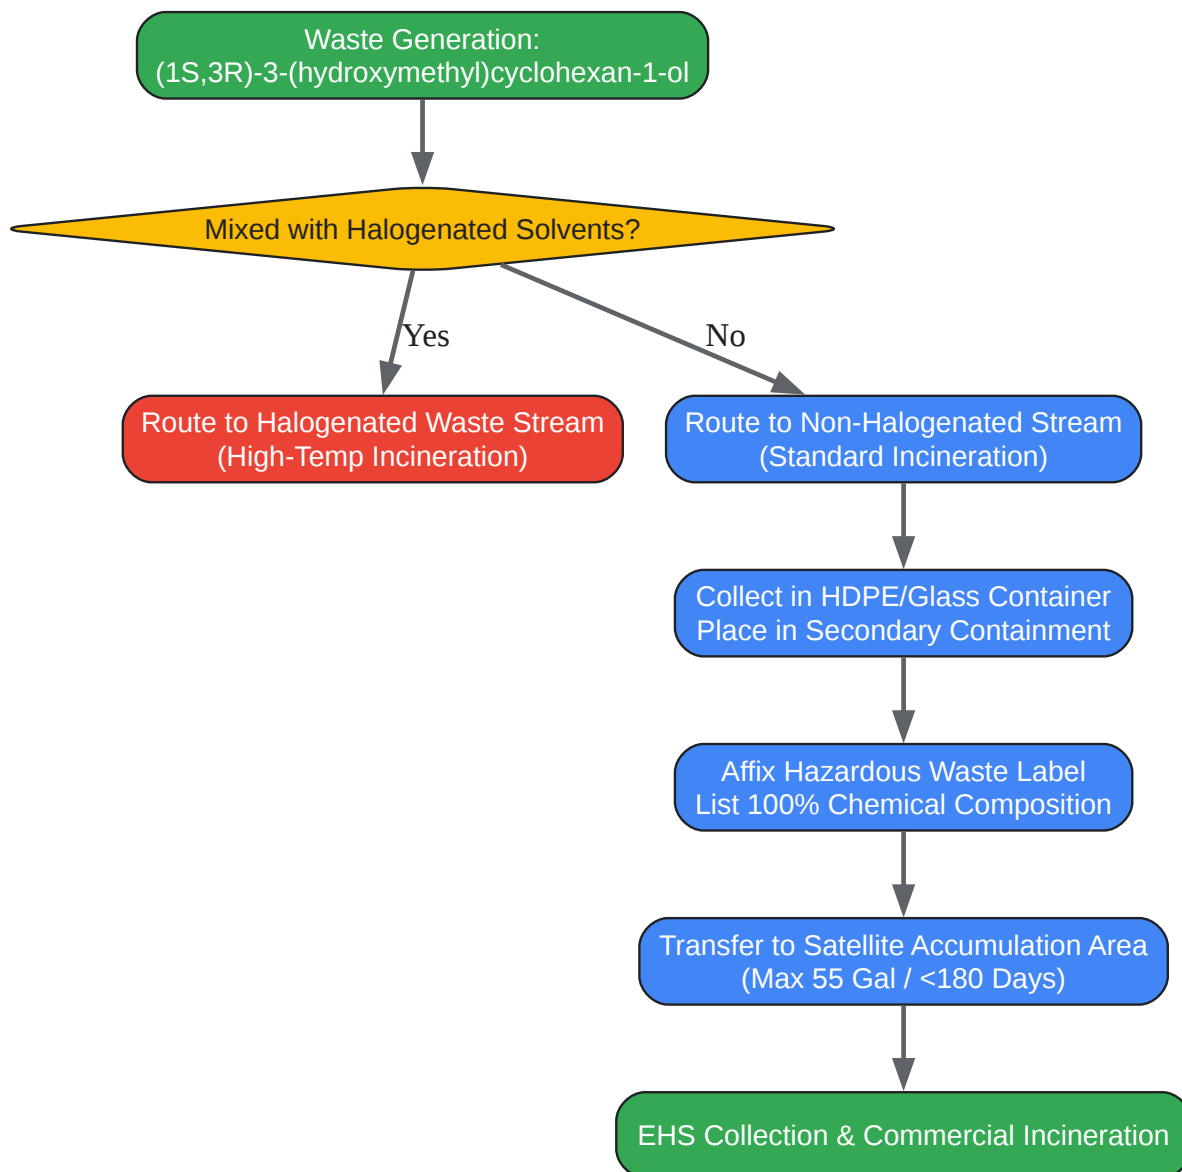 Waste Generation:
(1S,3R)-3-(hydroxymethyl)cyclohexan-1-ol
Mixed with Halogenated Solvents?
Yes
No
Route to Halogenated Waste Stream
(High-Temp Incineration)
Route to Non-Halogenated Stream
(Standard Incineration)
Collect in HDPE/Glass Container
Place in Secondary Containment
Affix Hazardous Waste Label
List 100% Chemical Composition
Transfer to Satellite Accumulation Area
(Max 55 Gal / <180 Days)
EHS Collection & Commercial Incineration